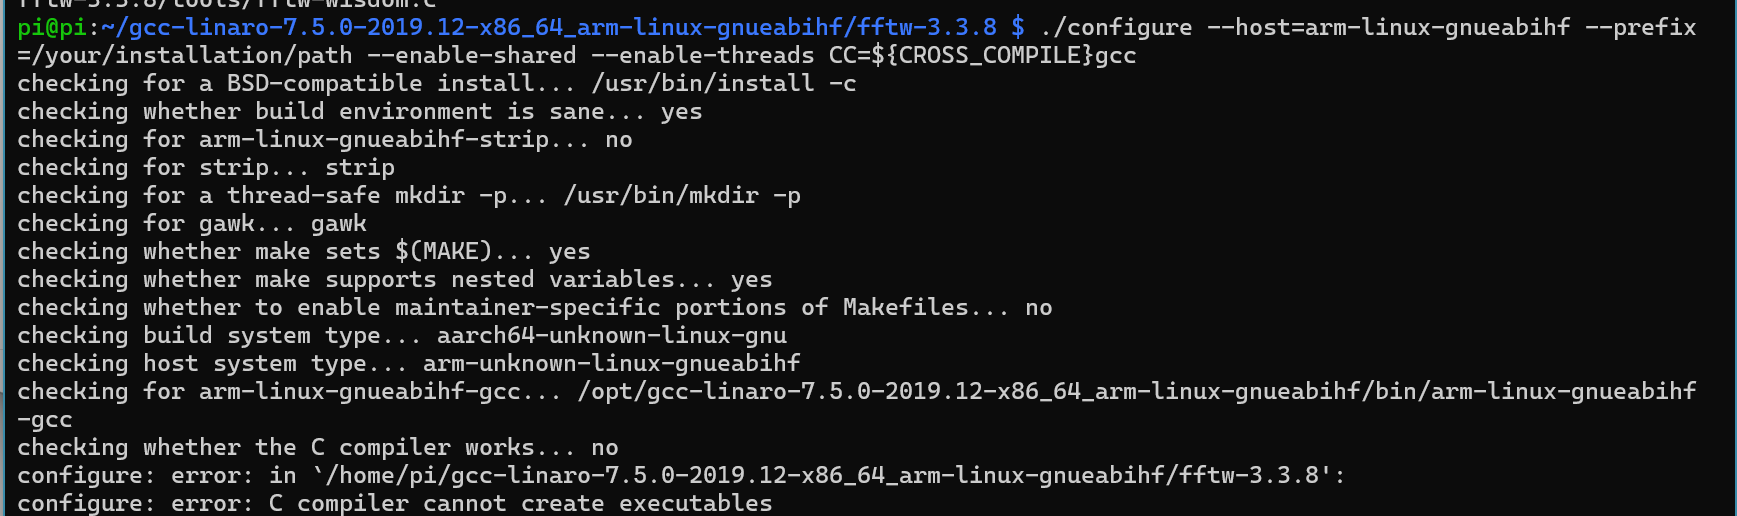 fftw-3.3.8/tools/fftw-wisdom.c
pi@pi:~/gcc-linaro-7.5.0-2019.12-x86_64_arm-linux-gnueabihf/fftw-3.3.8 $ ./configure --host=arm-linux-gnueabihf --prefix
=/your/installation/path --enable-shared --enable-threads CC=${CROSS_COMPILE}gcc
checking for a BSD-compatible install... /usr/bin/install -c
checking whether build environment is sane... yes
checking for arm-linux-gnueabihf-strip... no
checking for strip... strip
checking for a thread-safe mkdir -p... /usr/bin/mkdir -p
checking for gawk... gawk
checking whether make sets $(MAKE)... yes
checking whether make supports nested variables... yes
checking whether to enable maintainer-specific portions of Makefiles... no
checking build system type... aarch64-unknown-linux-gnu
checking host system type... arm-unknown-linux-gnueabihf
checking for arm-linux-gnueabihf-gcc... /opt/gcc-linaro-7.5.0-2019.12-x86_64_arm-linux-gnueabihf/bin/arm-linux-gnueabihf
-gcc
checking whether the C compiler works... no
configure: error: in `/home/pi/gcc-linaro-7.5.0-2019.12-x86_64_arm-linux-gnueabihf/fftw-3.3.8':
configure: error: C compiler cannot create executables